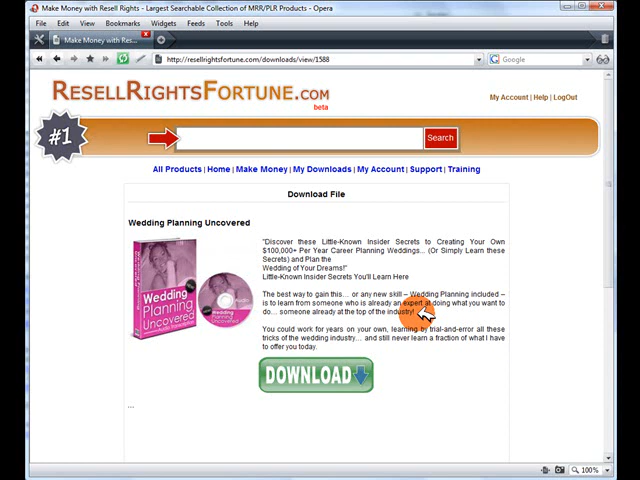 Make Money with Resell Rights - Largest Searchable Collection of MRR/PLR Products - Opera
File Edit View Bookmarks Widgets Feeds Tools Help
Make Money with Res...
http://resellrightsfortune.com/downloads/view/1588
Google
RESELLRIGHTSFORTUNE.COM
beta
My Account | Help | LogOut
#1
Search
All Products | Home | Make Money | My Downloads | My Account | Support | Training
Download File
Wedding Planning Uncovered
"Discover these Little-Known Insider Secrets to Creating Your Own
$100,000+ Per Year Career Planning Weddings... (Or Simply Learn these
Secrets) and Plan the
Wedding of Your Dreams!"
Little-Known Insider Secrets You'll Learn Here
The best way to gain this… or any new skill – Wedding Planning included –
is to learn from someone who is already an expert at doing what you want to
do… someone already at the top of the industry!
You could work for years on your own, learning by trial-and-error all these
tricks of the wedding industry… and still never learn a fraction of what I have
to offer you today.
Wedding
Planning
Uncovered
DOWNLOAD
...
100%